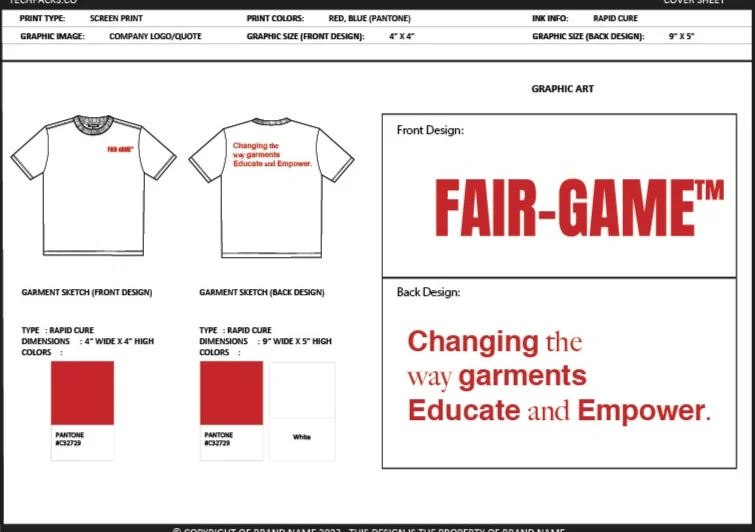 TECHPACKS.CO COVER SHEET
PRINT TYPE: SCREEN PRINT PRINT COLORS: RED, BLUE (PANTONE) INK INFO: RAPID CURE
GRAPHIC IMAGE: COMPANY LOGO/QUOTE GRAPHIC SIZE (FRONT DESIGN): 4" X 4" GRAPHIC SIZE (BACK DESIGN): 9" X 5"
GRAPHIC ART
Front Design:
FAIR-GAME™
FAIR-GAME™
Changing the
way garments
Educate and Empower.
Back Design:
Changing the
way garments
Educate and Empower.
GARMENT SKETCH (FRONT DESIGN) GARMENT SKETCH (BACK DESIGN)
TYPE : RAPID CURE TYPE : RAPID CURE
DIMENSIONS : 4" WIDE X 4" HIGH DIMENSIONS : 9" WIDE X 5" HIGH
COLORS : COLORS :
PANTONE PANTONE White
#C32729 #C32729
© COPYRIGHT OF BRAND NAME 2023 - THIS DESIGN IS THE PROPERTY OF BRAND NAME